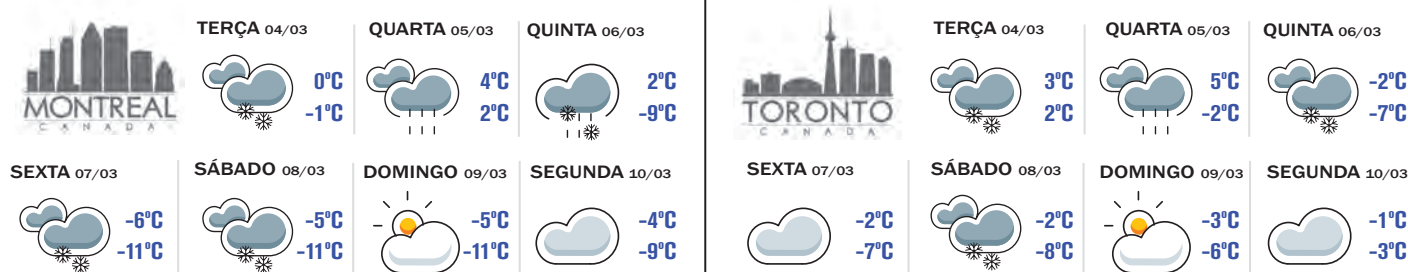 MONTREAL
CANADA
TERÇA 04/03
0ºC
-1ºC
QUARTA 05/03
4ºC
2ºC
QUINTA 06/03
2ºC
-9ºC
SEXTA 07/03
-6ºC
-11ºC
SÁBADO 08/03
-5ºC
-11ºC
DOMINGO 09/03
-5ºC
-11ºC
SEGUNDA 10/03
-4ºC
-9ºC
TORONTO
CANADA
TERÇA 04/03
3ºC
2ºC
QUARTA 05/03
5ºC
-2ºC
QUINTA 06/03
-2ºC
-7ºC
SEXTA 07/03
-2ºC
-7ºC
SÁBADO 08/03
-2ºC
-8ºC
DOMINGO 09/03
-3ºC
-6ºC
SEGUNDA 10/03
-1ºC
-3ºC